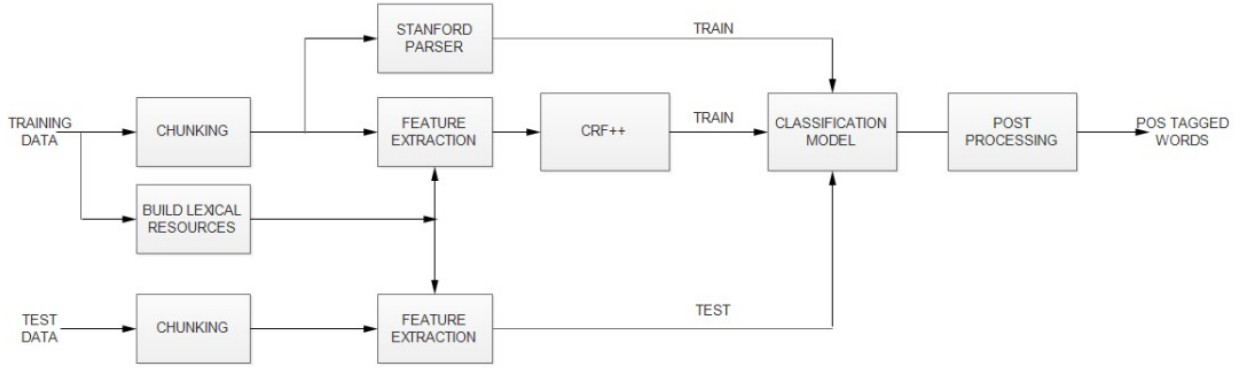 STANFORD
PARSER
TRAIN
TRAINING
DATA
CHUNKING
FEATURE
EXTRACTION
CRF++
TRAIN
CLASSIFICATION
MODEL
POST
PROCESSING
POS TAGGED
WORDS
BUILD LEXICAL
RESOURCES
TEST
DATA
CHUNKING
FEATURE
EXTRACTION
TEST